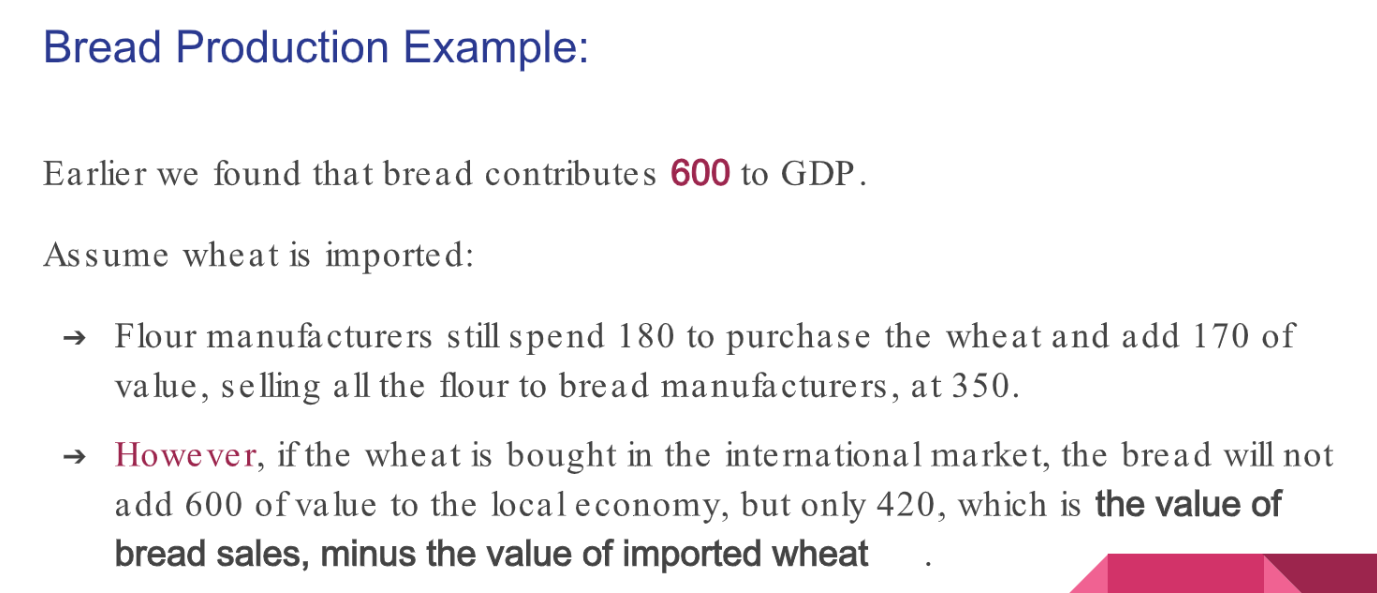 Bread Production Example:
Earlier we found that bread contributes 600 to GDP.
Assume wheat is imported:
➔ Flour manufacturers still spend 180 to purchase the wheat and add 170 of
value, selling all the flour to bread manufacturers, at 350.
➔ However, if the wheat is bought in the international market, the bread will not
add 600 of value to the local economy, but only 420, which is the value of
bread sales, minus the value of imported wheat .